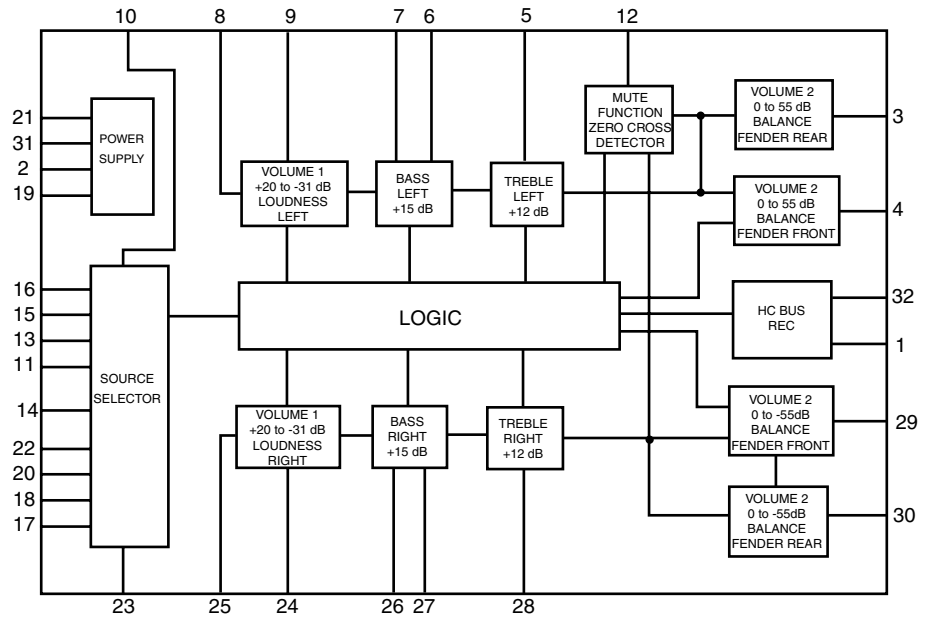 10
8
9
7
6
5
12
21
31
2
19
POWER
SUPPLY
VOLUME 1
+20 to -31 dB
LOUDNESS
LEFT
BASS
LEFT
+15 dB
TREBLE
LEFT
+12 dB
MUTE
FUNCTION
ZERO CROSS
DETECTOR
VOLUME 2
0 to 55 dB
BALANCE
FENDER REAR
3
VOLUME 2
0 to 55 dB
BALANCE
FENDER FRONT
4
16
15
13
11
14
22
20
18
17
SOURCE
SELECTOR
LOGIC
HC BUS
REC
32
1
VOLUME 1
+20 to -31 dB
LOUDNESS
RIGHT
BASS
RIGHT
+15 dB
TREBLE
RIGHT
+12 dB
VOLUME 2
0 to -55dB
BALANCE
FENDER FRONT
29
VOLUME 2
0 to -55dB
BALANCE
FENDER REAR
30
23
25
24
26
27
28